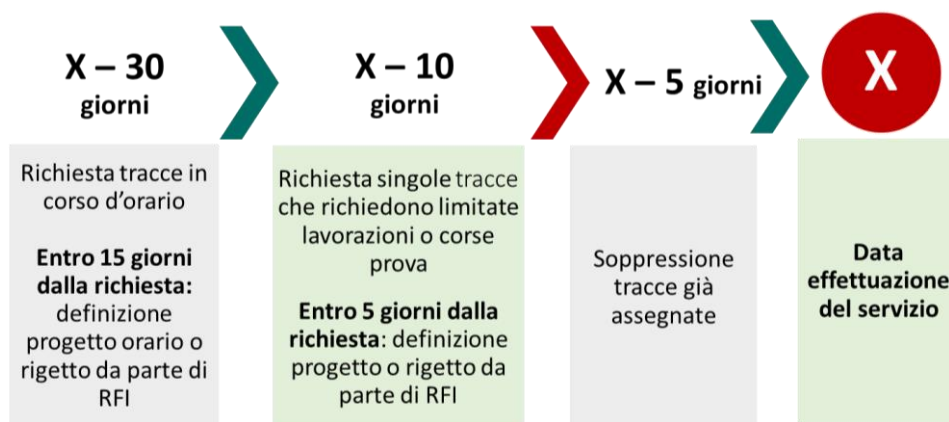 X – 30
giorni
Richiesta tracce in
corso d'orario
Entro 15 giorni
dalla richiesta:
definizione
progetto orario o
rigetto da parte di
RFI
X – 10
giorni
Richiesta singole tracce
che richiedono limitate
lavorazioni o corse
prova
Entro 5 giorni dalla
richiesta: definizione
progetto o rigetto da
parte di RFI
X – 5 giorni
Soppressione
tracce già
assegnate
X
Data
effettuazione
del servizio